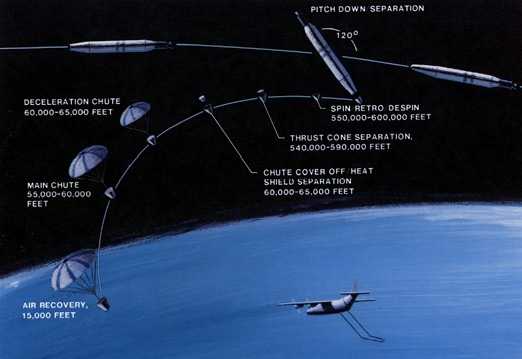 PITCH DOWN SEPARATION
120°
DECELERATION CHUTE
60,000-65,000 FEET
SPIN-RETRO-DESPIN
550,000-600,000 FEET
THRUST CONE SEPARATION,
540,000-590,000 FEET
MAIN CHUTE
55,000-60,000
FEET
CHUTE COVER OFF/HEAT
SHIELD SEPARATION
60,000-65,000 FEET
AIR RECOVERY,
15,000 FEET